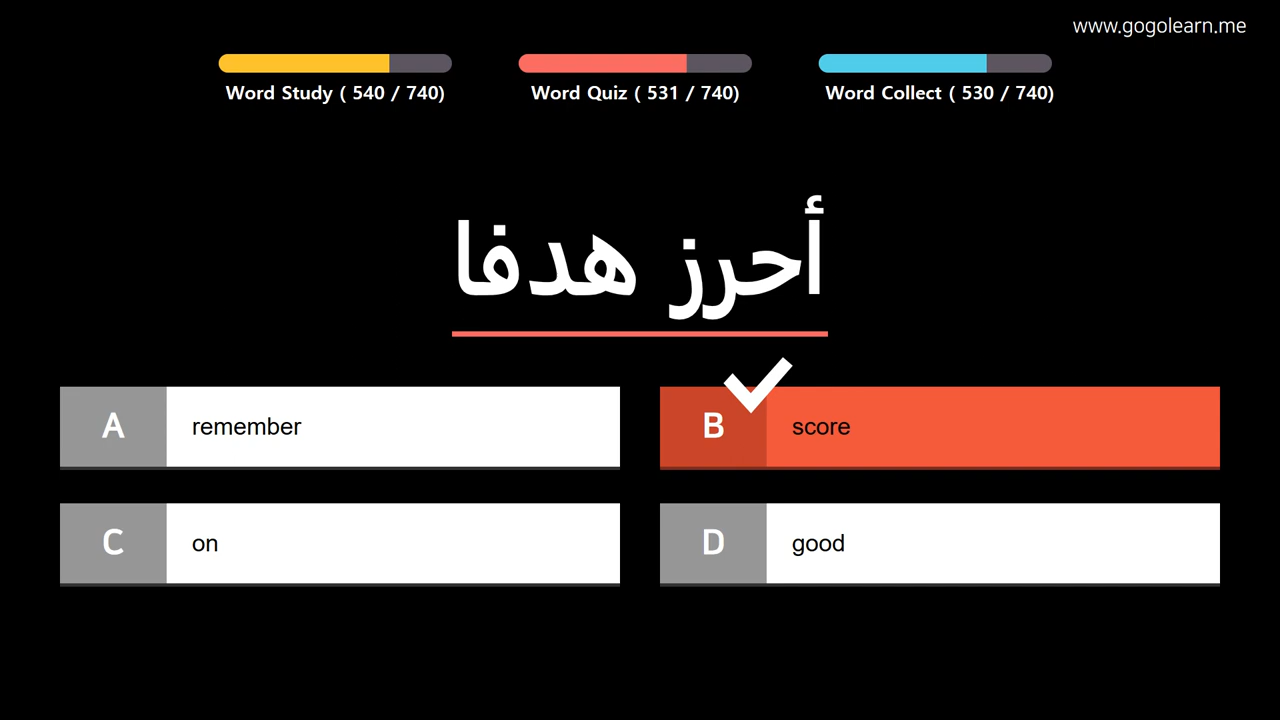 www.gogolearn.me
Word Study ( 540 / 740)
Word Quiz ( 531 / 740)
Word Collect ( 530 / 740)
أحرز هدفا
A remember
B score
C on
D good